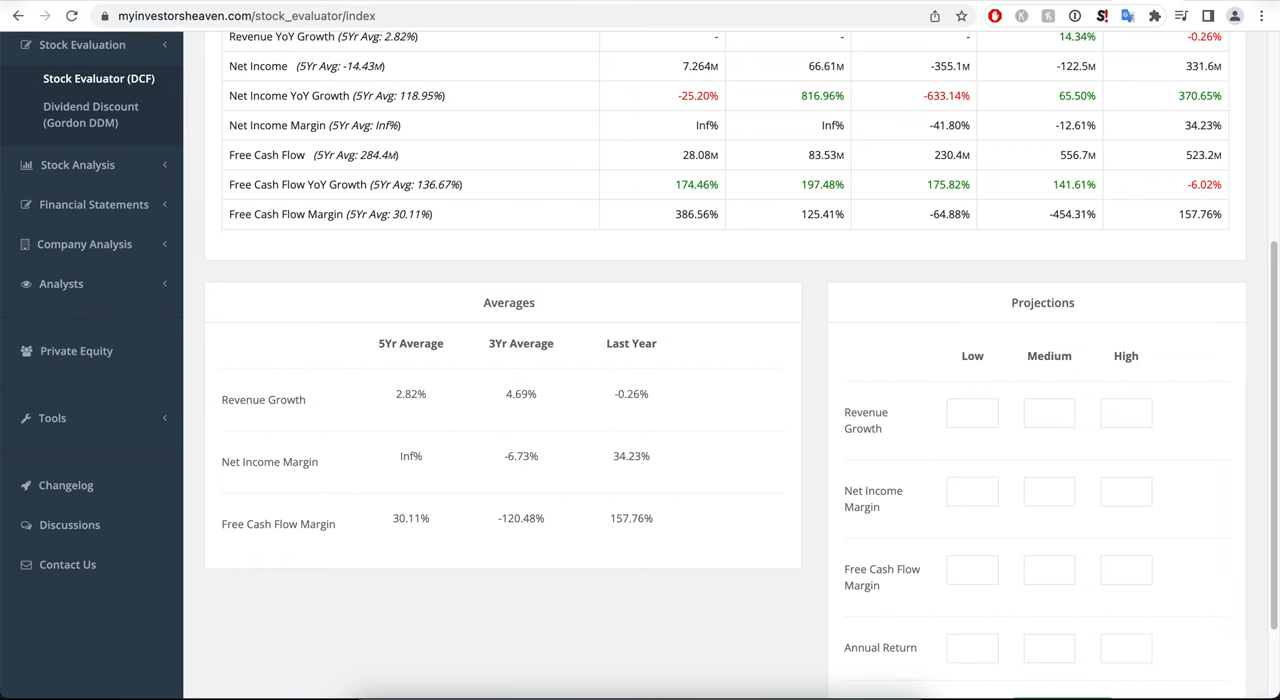 myinvestorsheaven.com/stock_evaluator/index
Stock Evaluation
Stock Evaluator (DCF)
Dividend Discount
(Gordon DDM)
Stock Analysis
Financial Statements
Company Analysis
Analysts
Private Equity
Tools
Changelog
Discussions
Contact Us
Revenue YoY Growth (5Yr Avg: 2.82%) - - - 14.34% -0.26%
Net Income (5Yr Avg: -14.43M) 7.264M 66.61M -355.1M -122.5M 331.6M
Net Income YoY Growth (5Yr Avg: 118.95%) -25.20% 816.96% -633.14% 65.50% 370.65%
Net Income Margin (5Yr Avg: Inf%) Inf% Inf% -41.80% -12.61% 34.23%
Free Cash Flow (5Yr Avg: 284.4M) 28.08M 83.53M 230.4M 556.7M 523.2M
Free Cash Flow YoY Growth (5Yr Avg: 136.67%) 174.46% 197.48% 175.82% 141.61% -6.02%
Free Cash Flow Margin (5Yr Avg: 30.11%) 386.56% 125.41% -64.88% -454.31% 157.76%
Averages
5Yr Average 3Yr Average Last Year
Revenue Growth 2.82% 4.69% -0.26%
Net Income Margin Inf% -6.73% 34.23%
Free Cash Flow Margin 30.11% -120.48% 157.76%
Projections
Low Medium High
Revenue
Growth
Net Income
Margin
Free Cash Flow
Margin
Annual Return